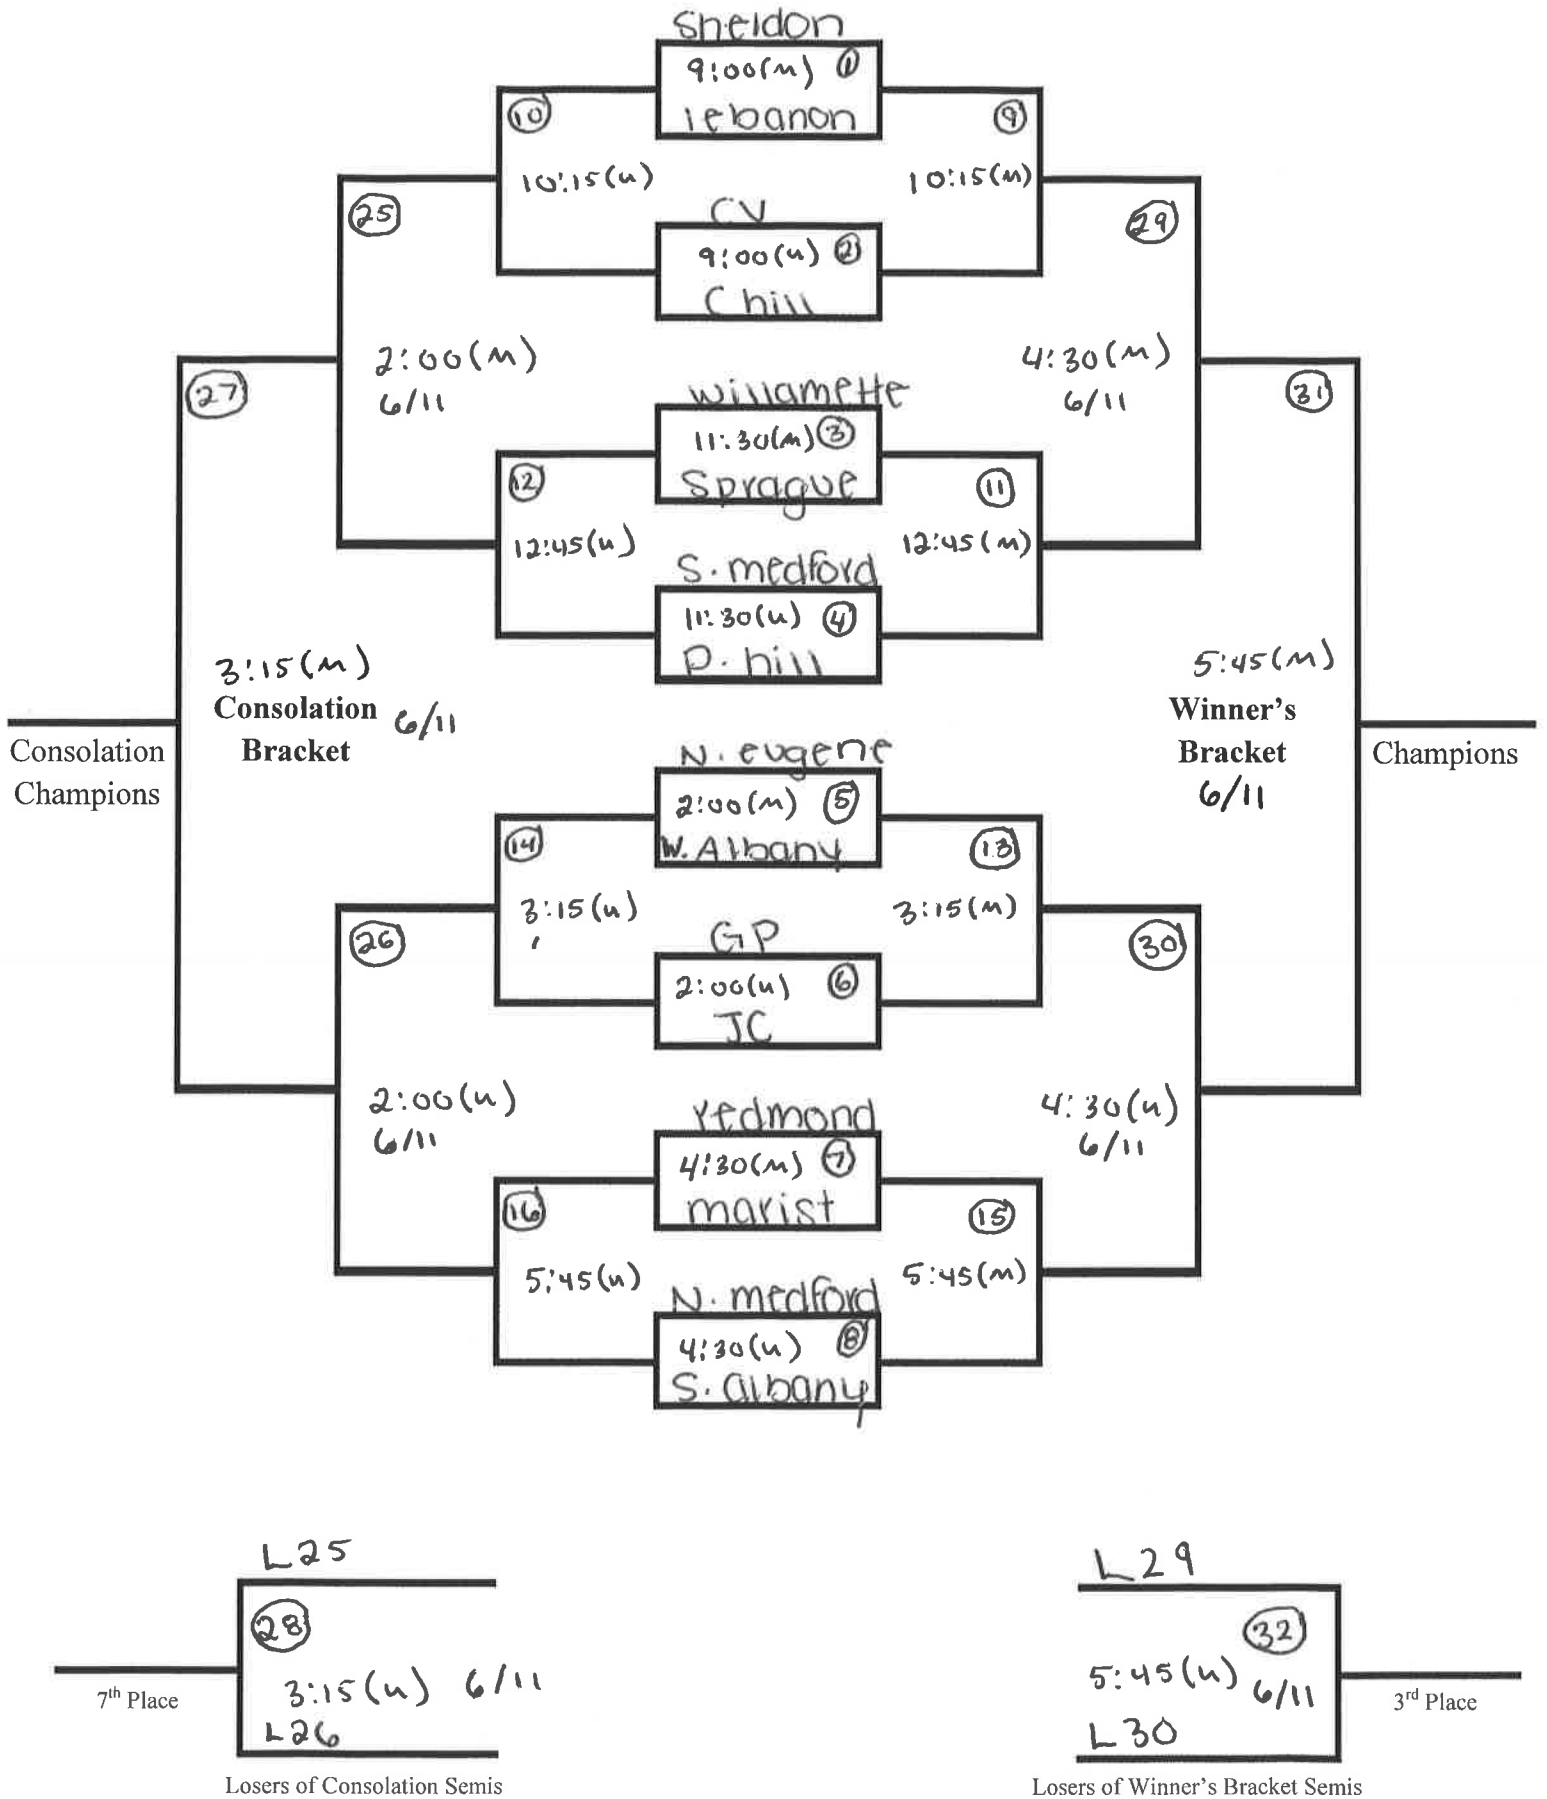 Sheldon
9:00(M) 1
lebanon
10
9
10:15(u)
10:15(M)
CV
9:00(u) 2
C hill
25
29
2:00(M)
6/11
4:30(M)
6/11
Willamette
11:30(M) 3
Sprague
27
31
12
11
12:45(u)
12:45(M)
S. medford
11:30(u) 4
P. hill
3:15(M)
Consolation
Bracket
6/11
5:45(M)
Winner's
Bracket
6/11
Consolation
Champions
Champions
N. eugene
2:00(M) 5
W. Albany
14
13
3:15(u)
3:15(M)
GP
2:00(u) 6
JC
26
30
2:00(u)
6/11
4:30(u)
6/11
redmond
4:30(M) 7
marist
16
15
5:45(u)
5:45(M)
N. medford
4:30(u) 8
S. albany
L25
28
3:15(u) 6/11
L26
7th Place
Losers of Consolation Semis
L29
32
5:45(u) 6/11
L30
3rd Place
Losers of Winner's Bracket Semis